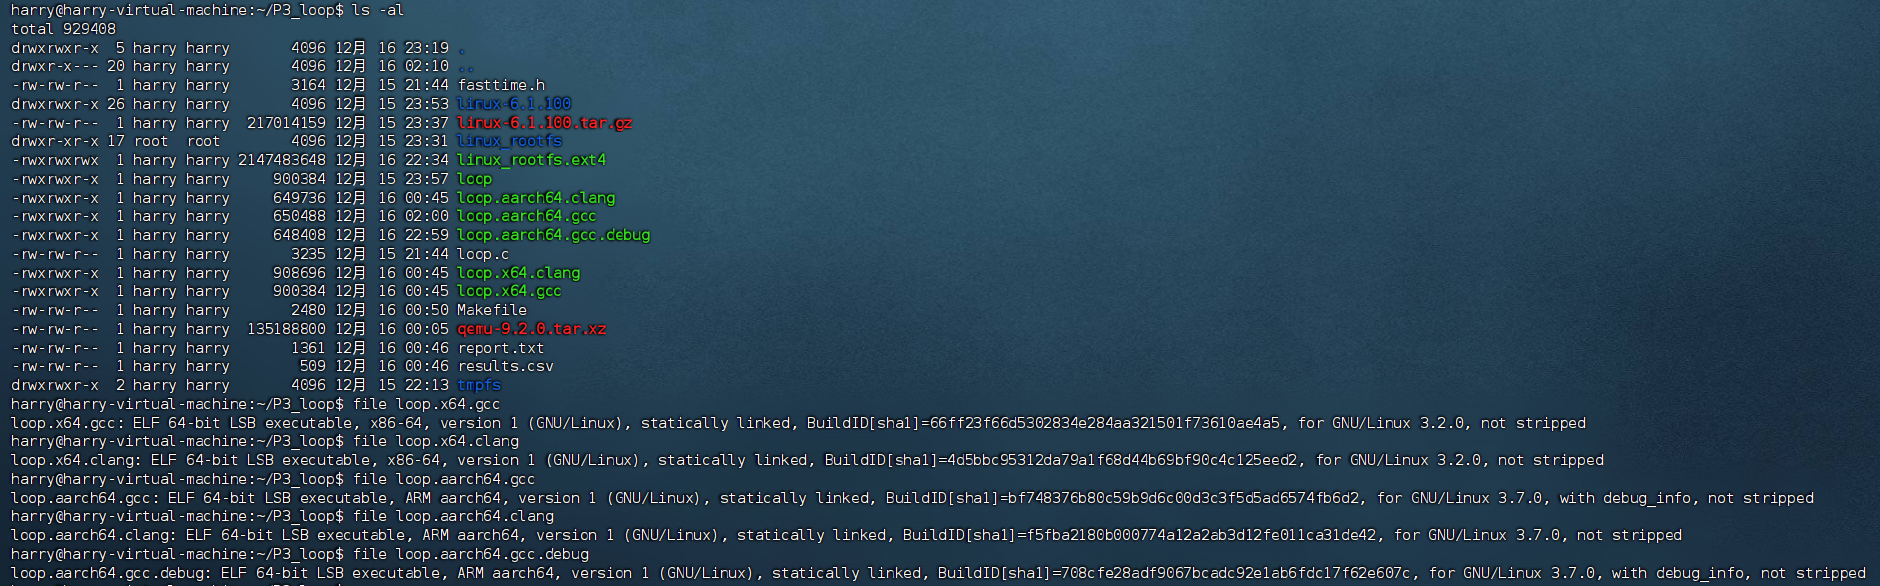 harry@harry-virtual-machine:~/P3_loop$ ls -al
total 929408
drwxrwxr-x  5 harry harry       4096 12月 16 23:19 .
drwxr-x--- 20 harry harry       4096 12月 16 02:10 ..
-rw-rw-r--  1 harry harry       3164 12月 15 21:44 fasttime.h
drwxrwxr-x 26 harry harry       4096 12月 15 23:53 linux-6.1.100
-rw-rw-r--  1 harry harry  217014159 12月 15 23:37 linux-6.1.100.tar.gz
drwxr-xr-x 17 root  root        4096 12月 15 23:31 linux_rootfs
-rwxrwxrwx  1 harry harry 2147483648 12月 16 22:34 linux_rootfs.ext4
-rwxrwxr-x  1 harry harry     900384 12月 15 23:57 loop
-rwxrwxr-x  1 harry harry     649736 12月 16 00:45 loop.aarch64.clang
-rwxrwxr-x  1 harry harry     650488 12月 16 02:00 loop.aarch64.gcc
-rwxrwxr-x  1 harry harry     648408 12月 16 22:59 loop.aarch64.gcc.debug
-rw-rw-r--  1 harry harry       3235 12月 15 21:44 loop.c
-rwxrwxr-x  1 harry harry     908696 12月 16 00:45 loop.x64.clang
-rwxrwxr-x  1 harry harry     900384 12月 16 00:45 loop.x64.gcc
-rw-rw-r--  1 harry harry       2480 12月 16 00:50 Makefile
-rw-rw-r--  1 harry harry  135188800 12月 16 00:05 qemu-9.2.0.tar.xz
-rw-rw-r--  1 harry harry       1361 12月 16 00:46 report.txt
-rw-rw-r--  1 harry harry        509 12月 16 00:46 results.csv
drwxrwxr-x  2 harry harry       4096 12月 15 22:13 tmpfs
harry@harry-virtual-machine:~/P3_loop$ file loop.x64.gcc
loop.x64.gcc: ELF 64-bit LSB executable, x86-64, version 1 (GNU/Linux), statically linked, BuildID[sha1]=66ff23f66d5302834e284aa321501f73610ae4a5, for GNU/Linux 3.2.0, not stripped
harry@harry-virtual-machine:~/P3_loop$ file loop.x64.clang
loop.x64.clang: ELF 64-bit LSB executable, x86-64, version 1 (GNU/Linux), statically linked, BuildID[sha1]=4d5bbc95312da79a1f68d44b69bf90c4c125eed2, for GNU/Linux 3.2.0, not stripped
harry@harry-virtual-machine:~/P3_loop$ file loop.aarch64.gcc
loop.aarch64.gcc: ELF 64-bit LSB executable, ARM aarch64, version 1 (GNU/Linux), statically linked, BuildID[sha1]=bf748376b80c59b9d6c00d3c3f5d5ad6574fb6d2, for GNU/Linux 3.7.0, with debug_info, not stripped
harry@harry-virtual-machine:~/P3_loop$ file loop.aarch64.clang
loop.aarch64.clang: ELF 64-bit LSB executable, ARM aarch64, version 1 (GNU/Linux), statically linked, BuildID[sha1]=f5fba2180b000774a12a2ab3d12fe011ca31de42, for GNU/Linux 3.7.0, not stripped
harry@harry-virtual-machine:~/P3_loop$ file loop.aarch64.gcc.debug
loop.aarch64.gcc.debug: ELF 64-bit LSB executable, ARM aarch64, version 1 (GNU/Linux), statically linked, BuildID[sha1]=708cfe28adf9067bcadc92e1ab6fdc17f62e607c, for GNU/Linux 3.7.0, with debug_info, not stripped